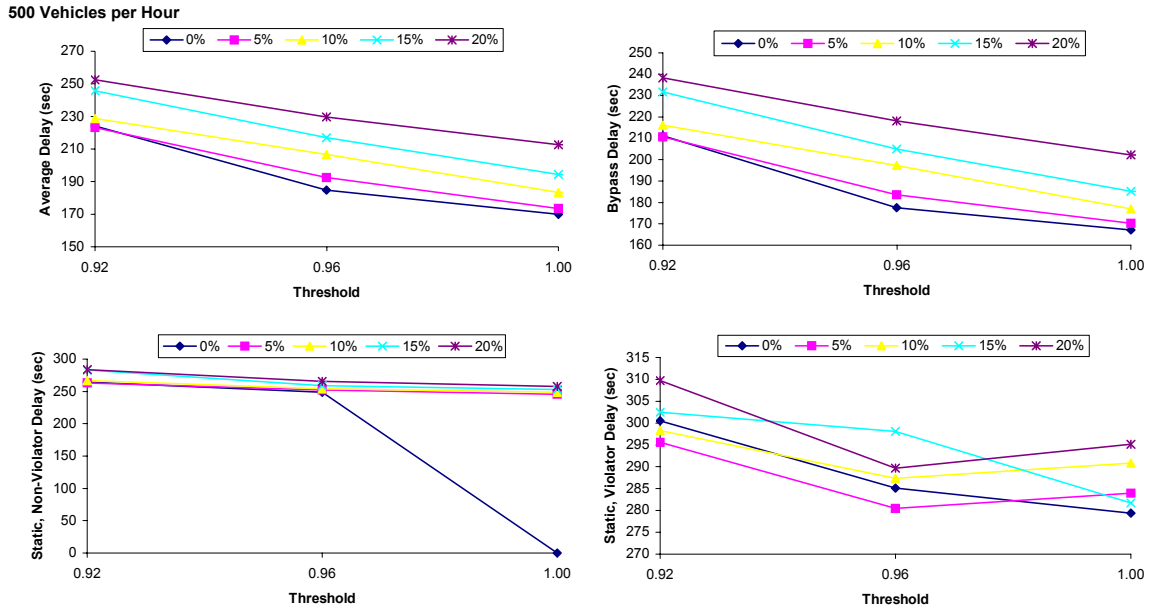 500 Vehicles per Hour
0% 5% 10% 15% 20%
Average Delay (sec)
270
250
230
210
190
170
150
0.92 0.96 1.00
Threshold
0% 5% 10% 15% 20%
Bypass Delay (sec)
250
240
230
220
210
200
190
180
170
160
0.92 0.96 1.00
Threshold
0% 5% 10% 15% 20%
Static, Non-Violator Delay (sec)
300
250
200
150
100
50
0
0.92 0.96 1.00
Threshold
0% 5% 10% 15% 20%
Static, Violator Delay (sec)
315
310
305
300
295
290
285
280
275
270
0.92 0.96 1.00
Threshold